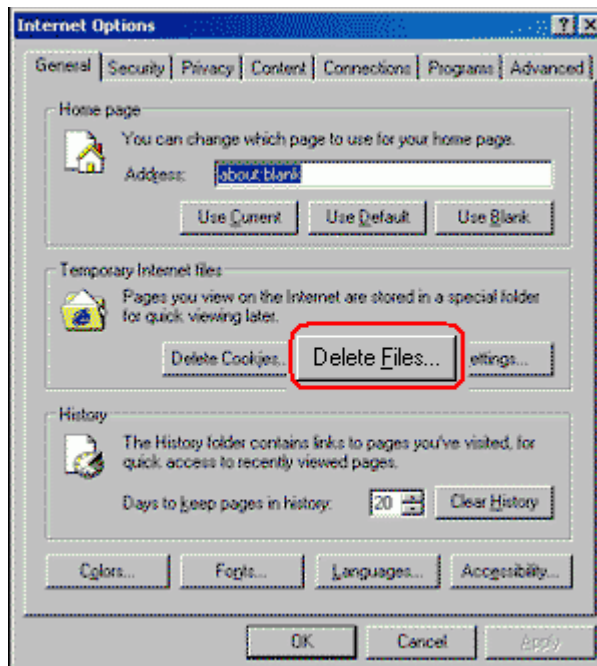 Internet Options
General Security Privacy Content Connections Programs Advanced
Home page
You can change which page to use for your home page.
Address: about:blank
Use Current Use Default Use Blank
Temporary Internet files
Pages you view on the Internet are stored in a special folder
for quick viewing later.
Delete Cookies... Delete Files... ettings...
History
The History folder contains links to pages you've visited, for
quick access to recently viewed pages.
Days to keep pages in history: 20 Clear History
Colors... Fonts... Languages... Accessibility...
OK Cancel Apply